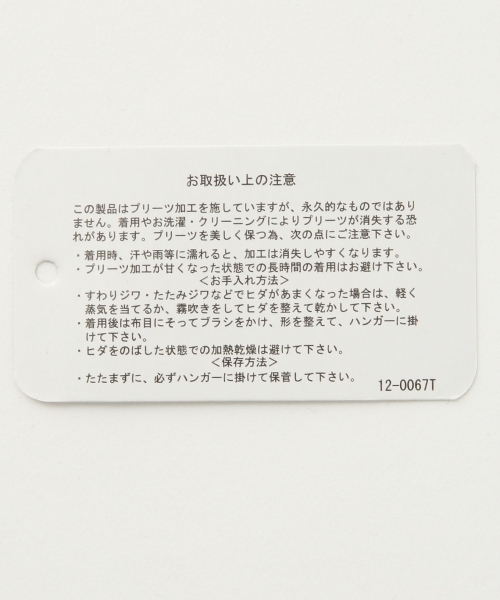 お取扱い上の注意
この製品はプリーツ加工を施していますが、永久的なものではあり
ません。着用やお洗濯・クリーニングによりプリーツが消失する恐
れがあります。プリーツを美しく保つ為、次の点にご注意下さい。
・着用時、汗や雨等に濡れると、加工は消失しやすくなります。
・プリーツ加工が甘くなった状態での長時間の着用はお避け下さい。
＜お手入れ方法＞
・すわりジワ・たたみジワなどでヒダがあまくなった場合は、軽く
蒸気を当てるか、霧吹きをしてヒダを整えて乾かして下さい。
・着用後は布目にそってブラシをかけ、形を整えて、ハンガーに掛
けて下さい。
・ヒダをのばした状態での加熱乾燥は避けて下さい。
＜保存方法＞
・たたまずに、必ずハンガーに掛けて保菅して下さい。
12-0067T